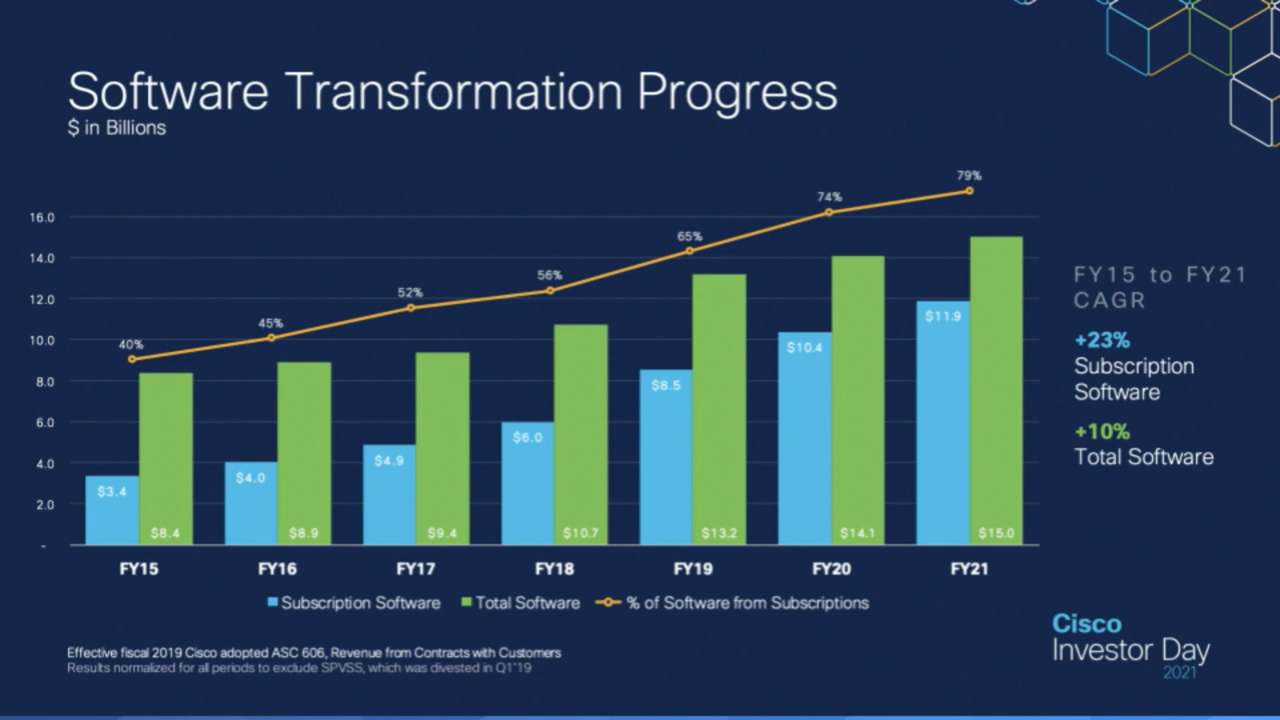 Software Transformation Progress
$ in Billions
79%
74%
65%
56%
52%
45%
40%
16.0
14.0
12.0
10.0
8.0
6.0
4.0
2.0
-
$3.4
$8.4
$4.0
$8.9
$4.9
$9.4
$6.0
$10.7
$8.5
$13.2
$10.4
$14.1
$11.9
$15.0
FY15
FY16
FY17
FY18
FY19
FY20
FY21
Subscription Software
Total Software
% of Software from Subscriptions
FY15 to FY21
CAGR
+23%
Subscription
Software
+10%
Total Software
Effective fiscal 2019 Cisco adopted ASC 606, Revenue from Contracts with Customers
Results normalized for all periods to exclude SPVSS, which was divested in Q1'19
Cisco
Investor Day
2021